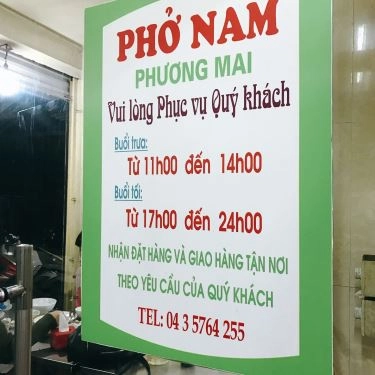 PHỞ NAM
PHƯƠNG MAI
Vui lòng Phục vụ Quý khách
Buổi trưa:
Từ 11h00 đến 14h00
Buổi tối:
Từ 17h00 đến 24h00
NHẬN ĐẶT HÀNG VÀ GIAO HÀNG TẬN NƠI
THEO YÊU CẦU CỦA QUÝ KHÁCH
TEL: 04 3 5764 255